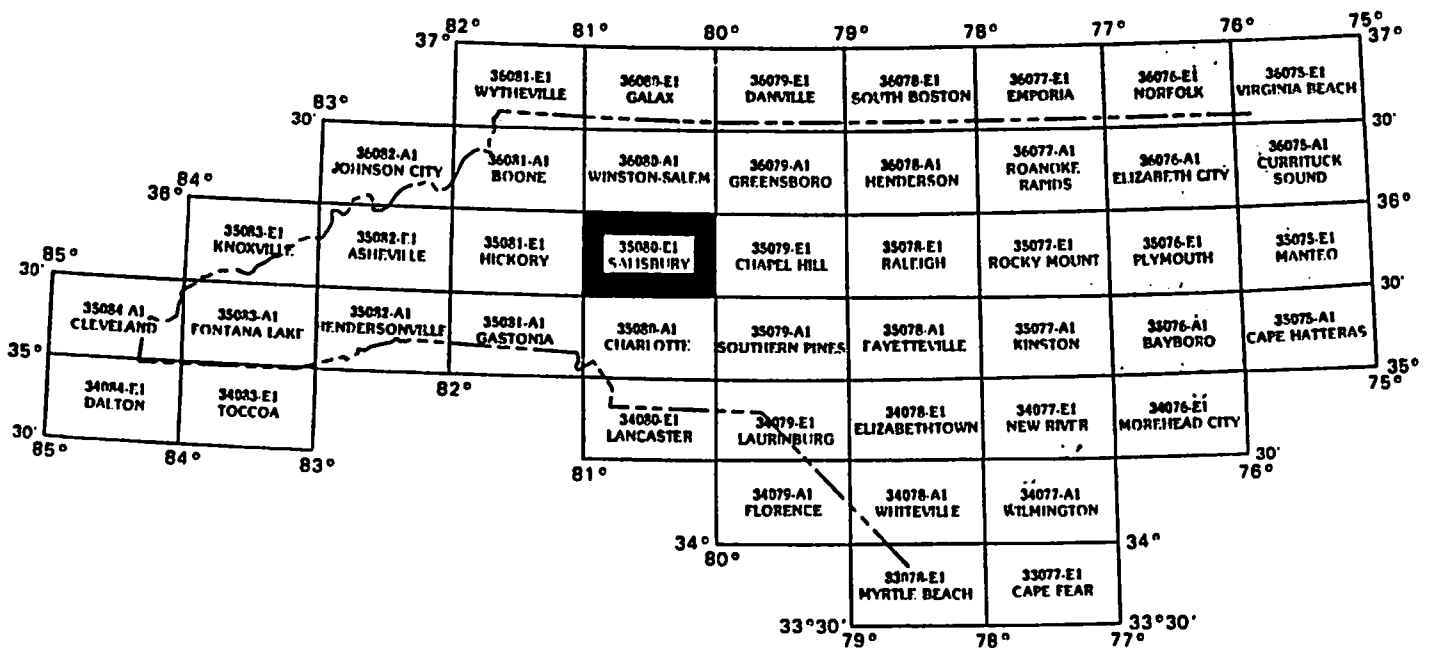 82° 81° 80° 79° 78° 77° 76° 75°
37° 37°
36081-E1 36080-E1 36079-E1 36078-E1 36077-E1 36076-E1 36075-E1
WYTHEVILLE GALAX DANVILLE SOUTH BOSTON EMPORIA NORFOLK VIRGINIA BEACH
83°
30' 30'
36082-A1 36081-A1 36080-A1 36079-A1 36078-A1 36077-A1 36076-A1 36075-A1
JOHNSON CITY BOONE WINSTON-SALEM GREENSBORO HENDERSON ROANOKE ELIZABETH CITY CURRITUCK
RAPIDS SOUND
84°
36° 36°
35083-E1 35082-E1 35081-E1 35080-E1 35079-E1 35078-E1 35077-E1 35076-E1 35075-E1
KNOXVILLE ASHEVILLE HICKORY SALISBURY CHAPEL HILL RALEIGH ROCKY MOUNT PLYMOUTH MANTEO
85°
30' 30'
35084-A1 35083-A1 35082-A1 35081-A1 35080-A1 35079-A1 35078-A1 35077-A1 35076-A1 35075-A1
CLEVELAND FONTANA LAKE HENDERSONVILLE GASTONIA CHARLOTTE SOUTHERN PINES FAYETTEVILLE KINSTON BAYBORO CAPE HATTERAS
35° 35°
82° 75°
34084-E1 34083-E1 34080-E1 34079-E1 34078-E1 34077-E1 34076-E1
DALTON TOCCOA LANCASTER LAURINBURG ELIZABETHTOWN NEW RIVER MOREHEAD CITY
30' 30'
85° 84° 83° 81° 76°
34079-A1 34078-A1 34077-A1
FLORENCE WHITEVILLE WILMINGTON
34° 34°
80°
33078-E1 33077-E1
MYRTLE BEACH CAPE FEAR
33°30' 33°30'
79° 78° 77°